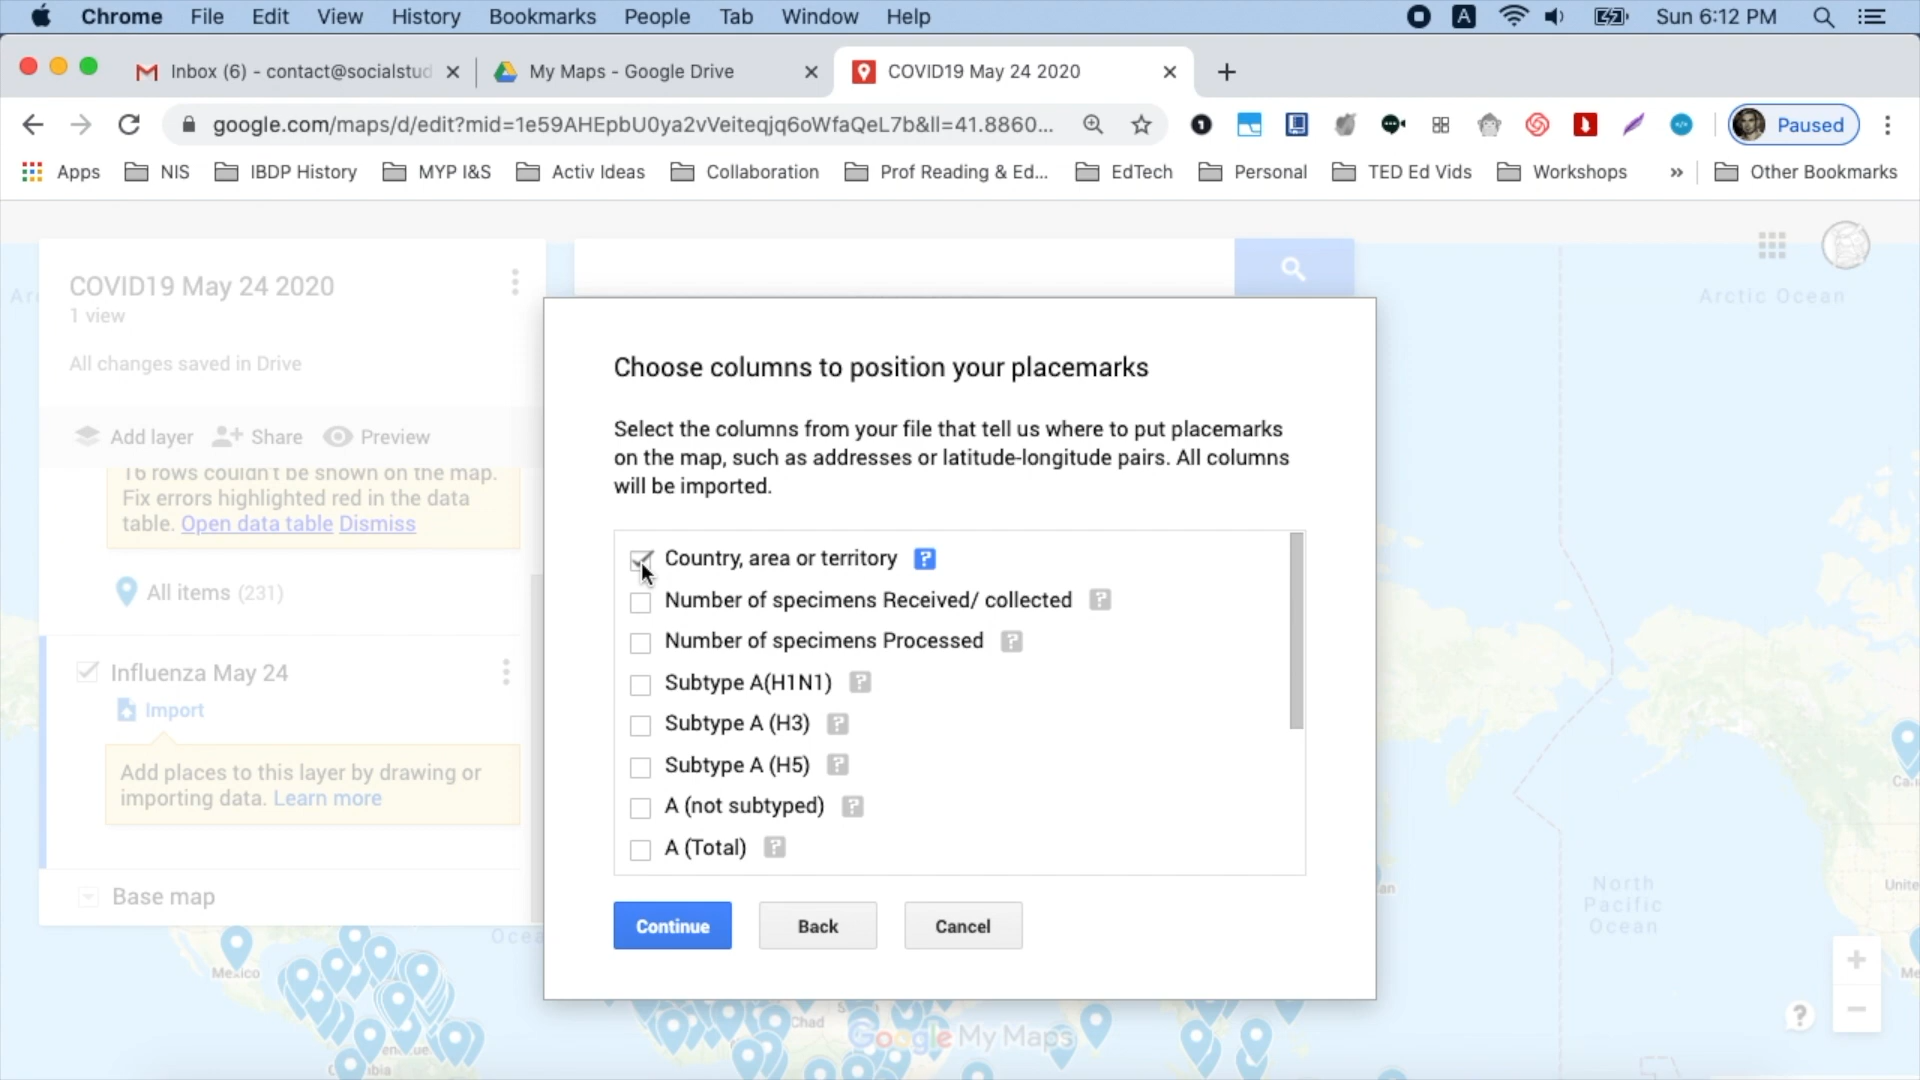 Chrome File Edit View History Bookmarks People Tab Window Help A Sun 6:12 PM
Inbox (6) - contact@socialstud My Maps - Google Drive COVID19 May 24 2020
google.com/maps/d/edit?mid=1e59AHEpbU0ya2vVeiteqjq6oWfaQeL7b&ll=41.8860... Paused
Apps NIS IBDP History MYP I&S Activ Ideas Collaboration Prof Reading & Ed... EdTech Personal TED Ed Vids Workshops » Other Bookmarks
COVID19 May 24 2020
1 view
All changes saved in Drive
Add layer Share Preview
16 rows couldn't be shown on the map.
Fix errors highlighted red in the data
table. Open data table Dismiss
All items (231)
Influenza May 24
Import
Add places to this layer by drawing or
importing data. Learn more
Base map
Choose columns to position your placemarks
Select the columns from your file that tell us where to put placemarks
on the map, such as addresses or latitude-longitude pairs. All columns
will be imported.
Country, area or territory ?
Number of specimens Received/ collected ?
Number of specimens Processed ?
Subtype A(H1N1) ?
Subtype A (H3) ?
Subtype A (H5) ?
A (not subtyped) ?
A (Total) ?
Continue Back Cancel
Arctic Ocean
North
Pacific
Ocean
Unite
Mexico
Chad
Google My Maps
?